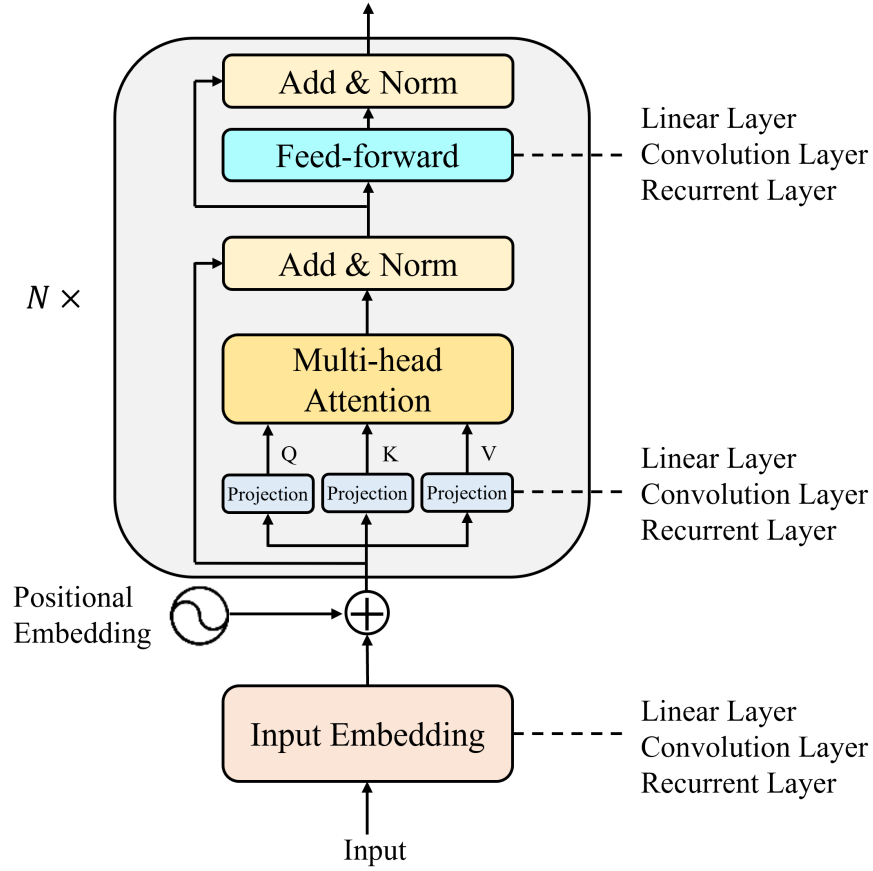 Add & Norm
Feed-forward
Linear Layer
Convolution Layer
Recurrent Layer
Add & Norm
N ×
Multi-head
Attention
Q
K
V
Projection
Projection
Projection
Linear Layer
Convolution Layer
Recurrent Layer
Positional
Embedding
Input Embedding
Linear Layer
Convolution Layer
Recurrent Layer
Input